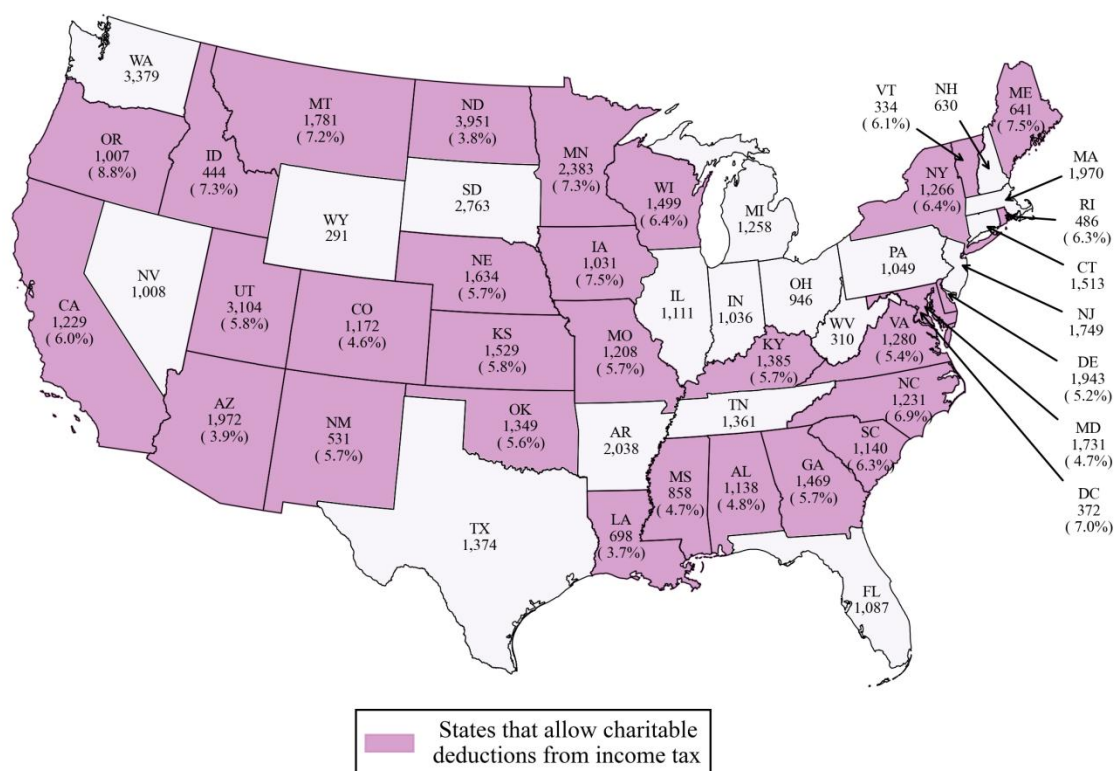 WA
3,379
OR
1,007
( 8.8%)
CA
1,229
( 6.0%)
NV
1,008
ID
444
( 7.3%)
MT
1,781
( 7.2%)
WY
291
UT
3,104
( 5.8%)
AZ
1,972
( 3.9%)
CO
1,172
( 4.6%)
NM
531
( 5.7%)
ND
3,951
( 3.8%)
SD
2,763
NE
1,634
( 5.7%)
KS
1,529
( 5.8%)
OK
1,349
( 5.6%)
TX
1,374
MN
2,383
( 7.3%)
IA
1,031
( 7.5%)
MO
1,208
( 5.7%)
AR
2,038
LA
698
( 3.7%)
WI
1,499
( 6.4%)
IL
1,111
MI
1,258
IN
1,036
OH
946
KY
1,385
( 5.7%)
TN
1,361
MS
858
( 4.7%)
AL
1,138
( 4.8%)
GA
1,469
( 5.7%)
FL
1,087
SC
1,140
( 6.3%)
NC
1,231
( 6.9%)
VA
1,280
( 5.4%)
WV
310
PA
1,049
NY
1,266
( 6.4%)
VT
334
( 6.1%)
NH
630
ME
641
( 7.5%)
MA
1,970
RI
486
( 6.3%)
CT
1,513
NJ
1,749
DE
1,943
( 5.2%)
MD
1,731
( 4.7%)
DC
372
( 7.0%)
States that allow charitable
deductions from income tax